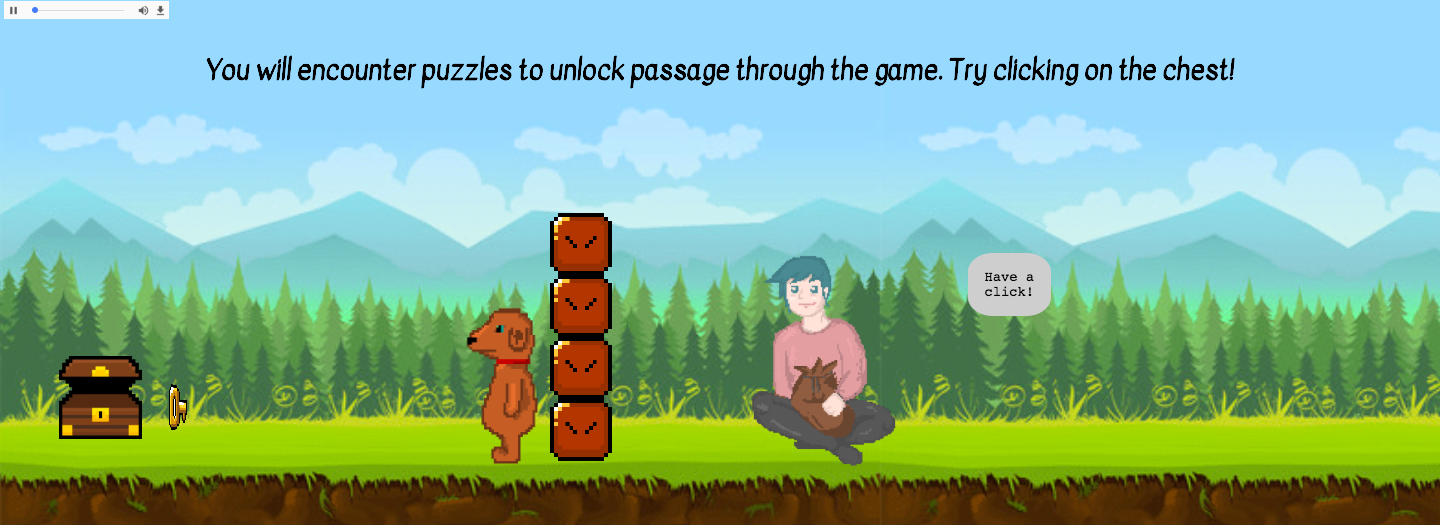 You will encounter puzzles to unlock passage through the game. Try clicking on the chest!
Have a
click!